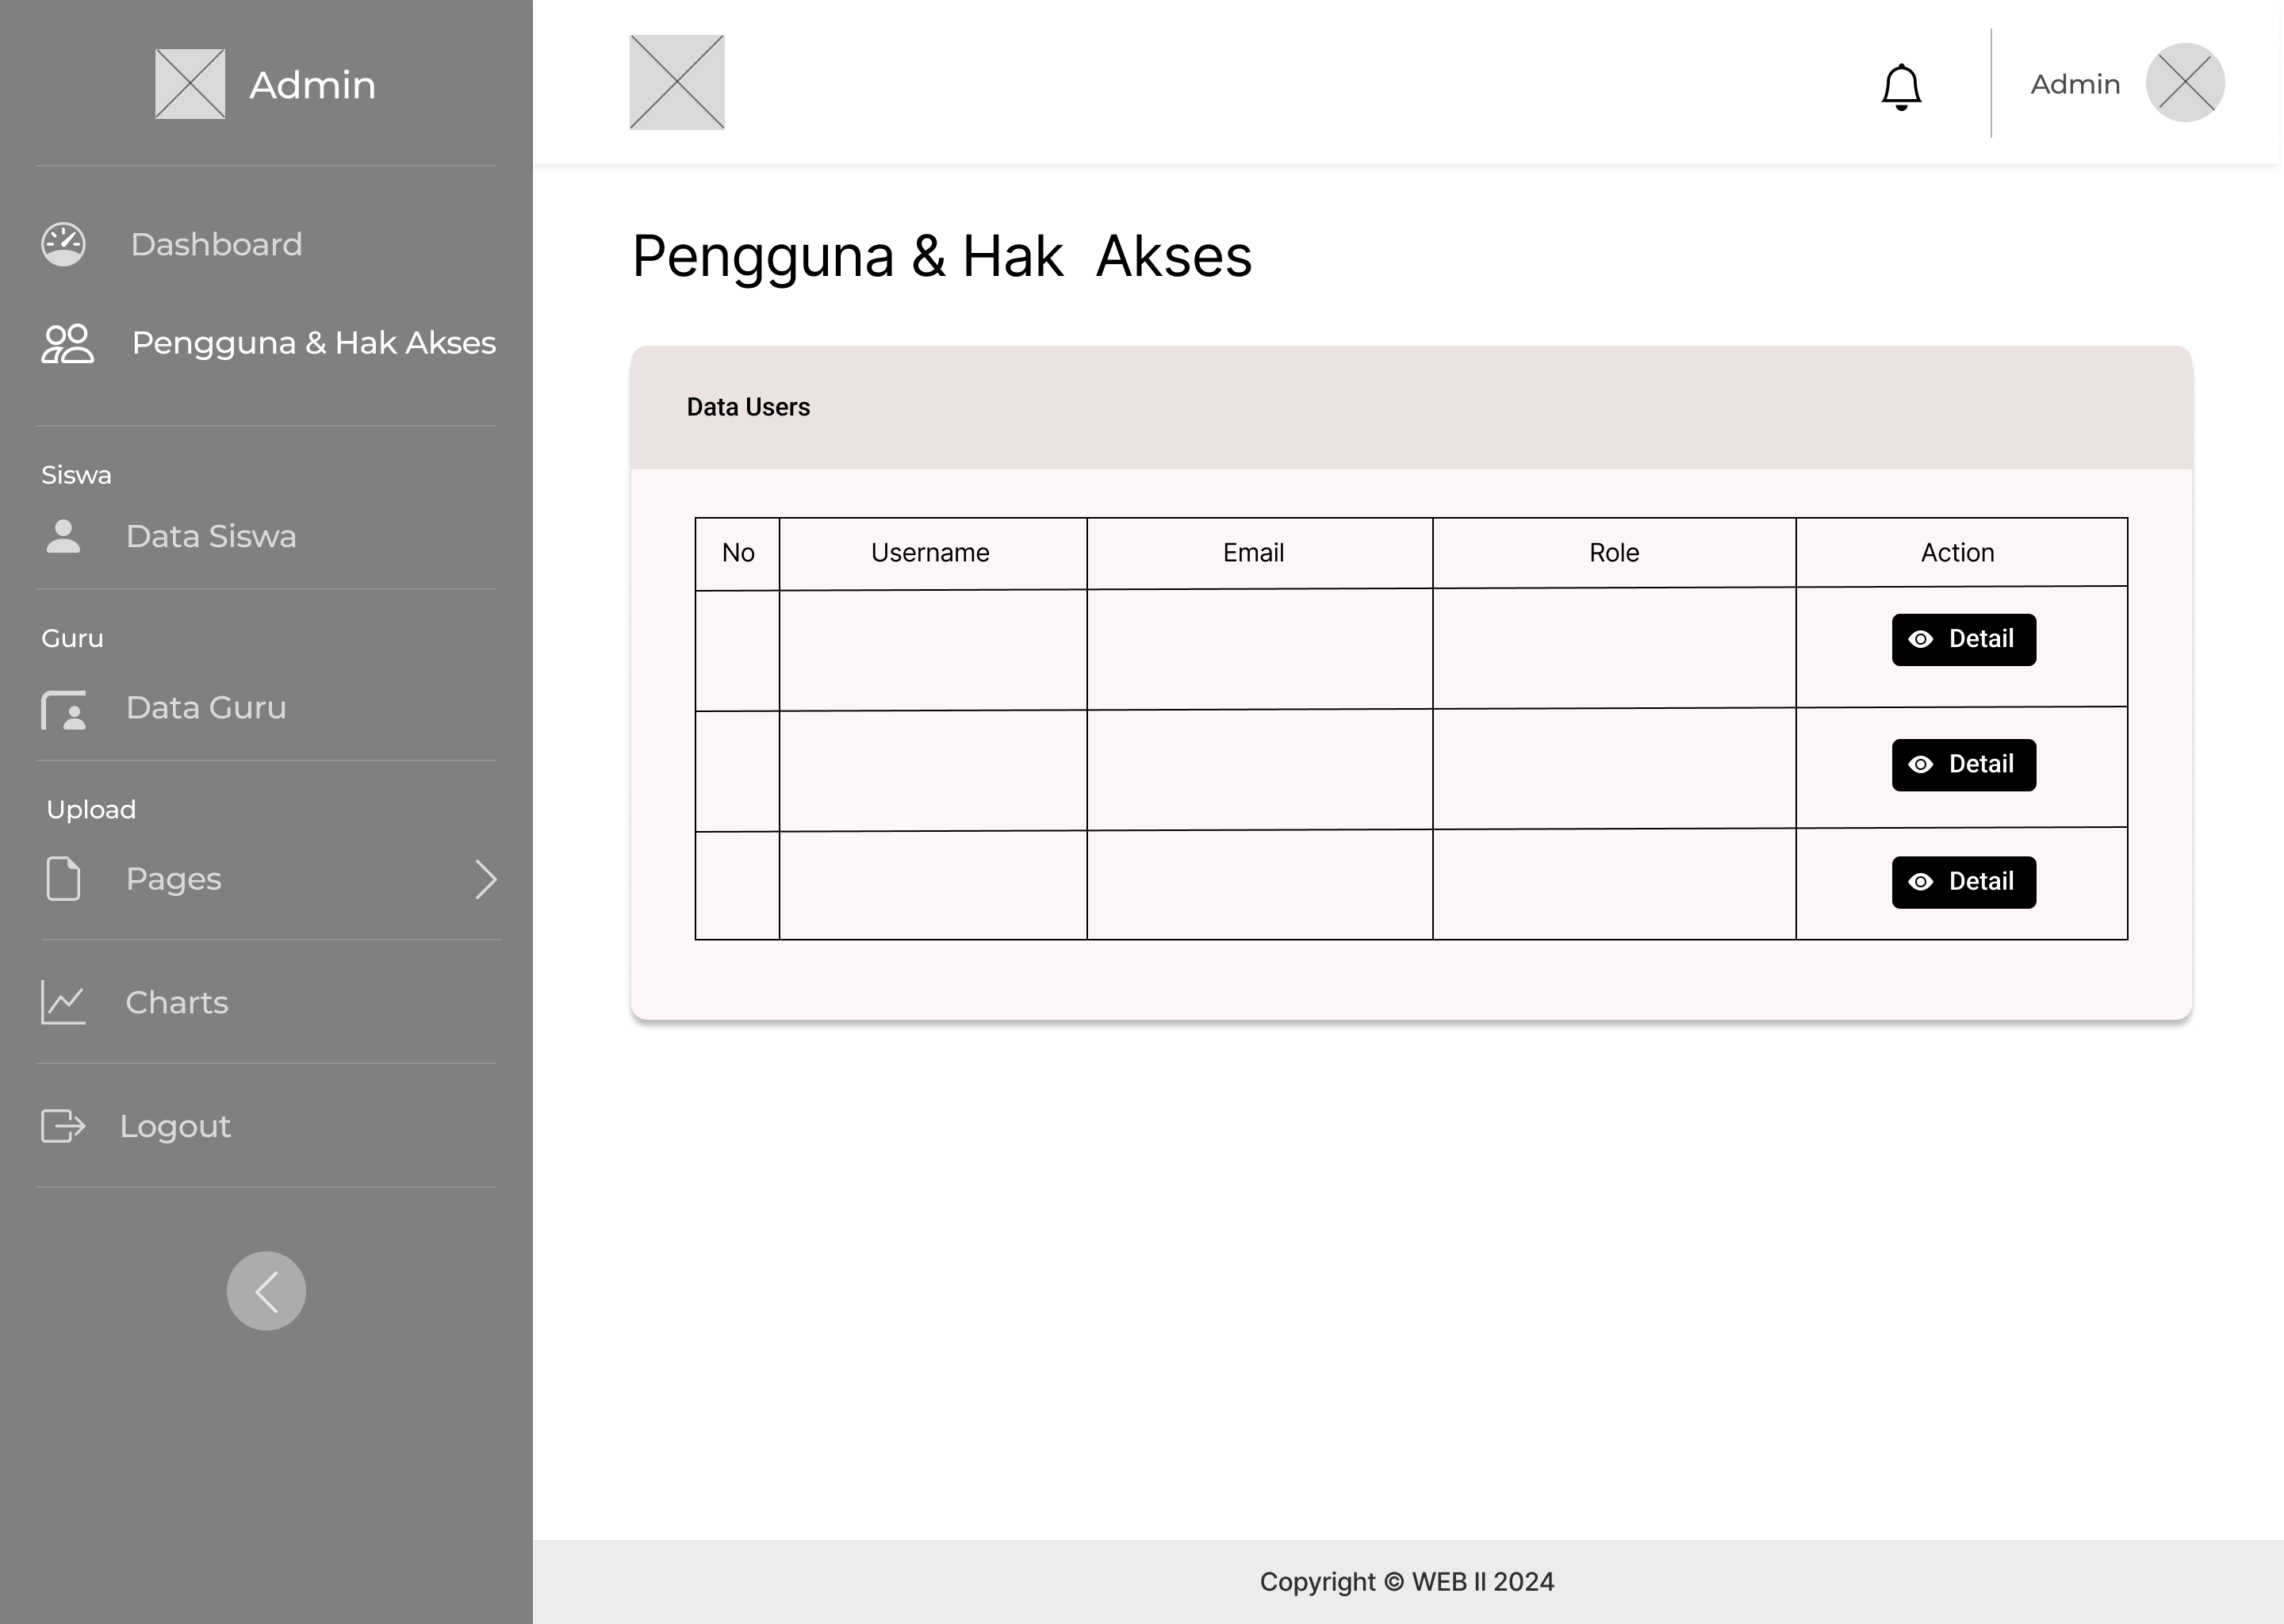 Admin
Dashboard
Pengguna & Hak Akses
Siswa
Data Siswa
Guru
Data Guru
Upload
Pages
Charts
Logout
Admin
Pengguna & Hak  Akses
Data Users
No Username Email Role Action
Detail
Detail
Detail
Copyright © WEB II 2024